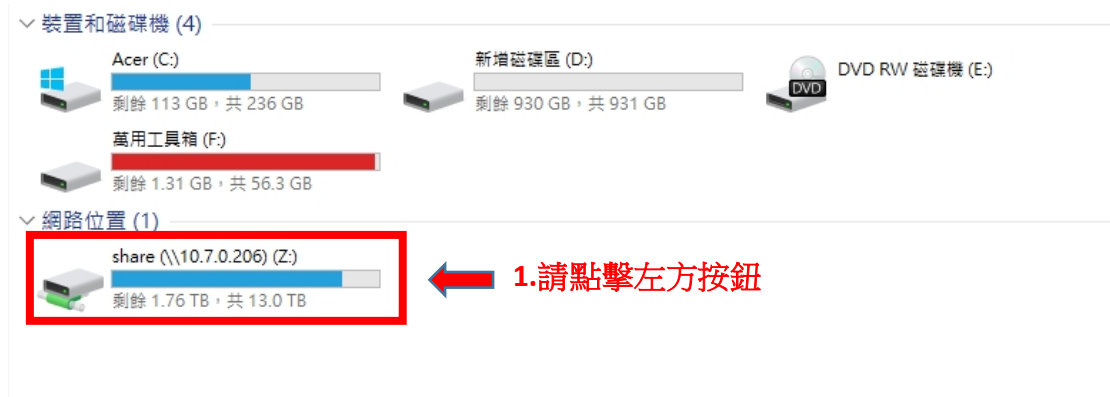 裝置和磁碟機 (4)
Acer (C:)
剩餘 113 GB，共 236 GB
新增磁碟區 (D:)
剩餘 930 GB，共 931 GB
DVD RW 磁碟機 (E:)
DVD
萬用工具箱 (F:)
剩餘 1.31 GB，共 56.3 GB
網路位置 (1)
share (\\10.7.0.206) (Z:)
剩餘 1.76 TB，共 13.0 TB
1.請點擊左方按鈕